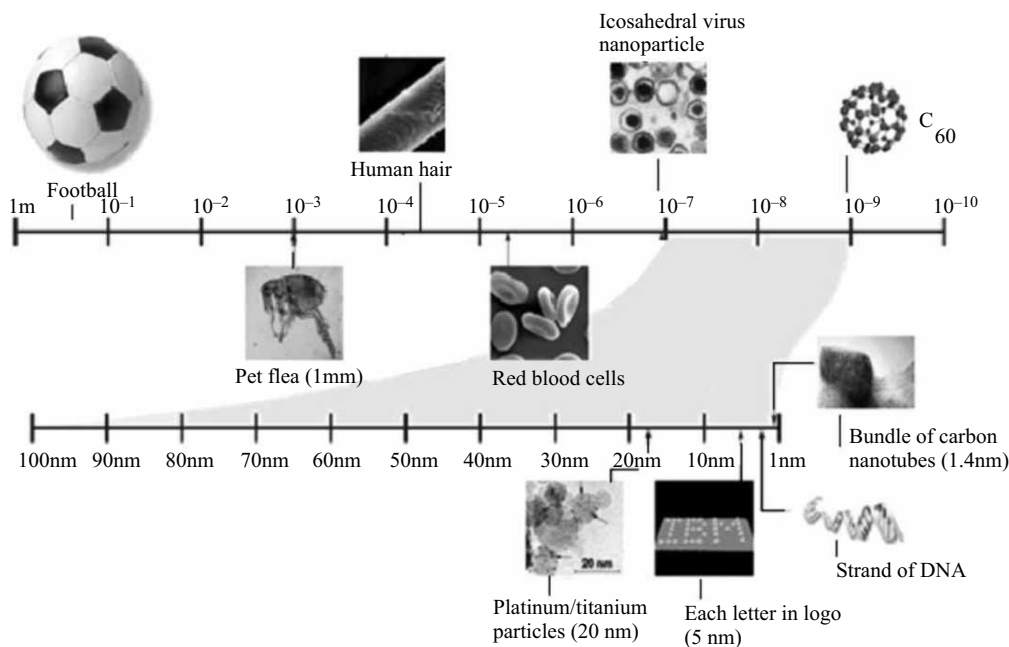 Icosahedral virus
nanoparticle
C60
Football
Human hair
1m 10–1 10–2 10–3 10–4 10–5 10–6 10–7 10–8 10–9 10–10
Pet flea (1mm)
Red blood cells
Bundle of carbon
nanotubes (1.4nm)
100nm 90nm 80nm 70nm 60nm 50nm 40nm 30nm 20nm 10nm 1nm
20 nm
Strand of DNA
Platinum/titanium
particles (20 nm)
Each letter in logo
(5 nm)